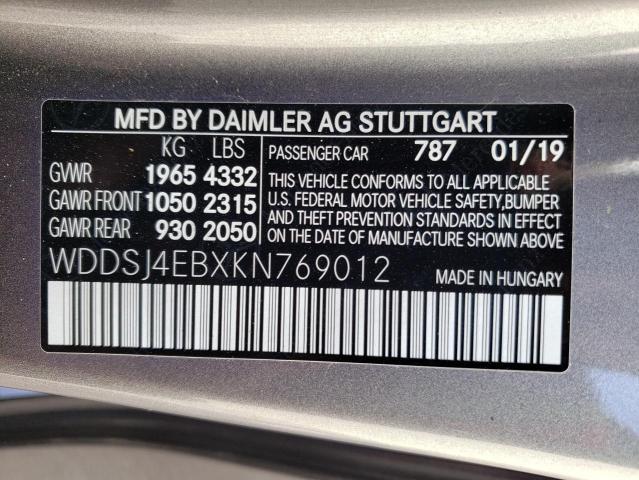 MFD BY DAIMLER AG STUTTGART
KG LBS
GVWR 1965 4332
GAWR FRONT 1050 2315
GAWR REAR 930 2050
PASSENGER CAR 787 01/19
THIS VEHICLE CONFORMS TO ALL APPLICABLE
U.S. FEDERAL MOTOR VEHICLE SAFETY,BUMPER
AND THEFT PREVENTION STANDARDS IN EFFECT
ON THE DATE OF MANUFACTURE SHOWN ABOVE.
WDDSJ4EBXKN769012
MADE IN HUNGARY